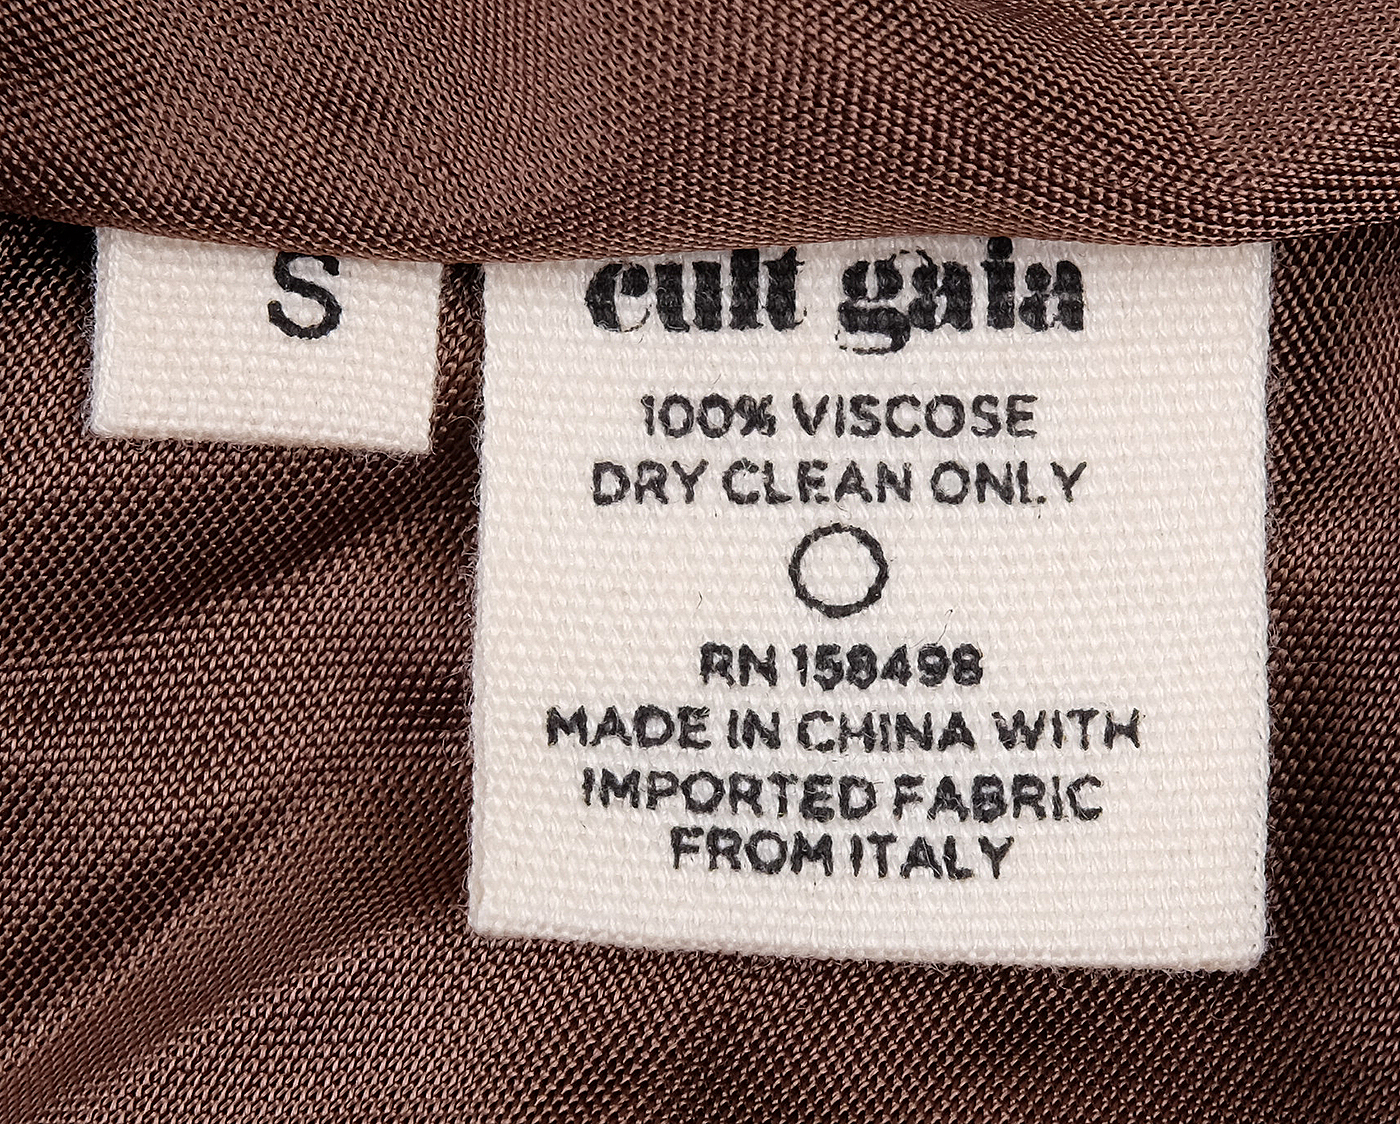 S
cult gaia
100% VISCOSE
DRY CLEAN ONLY
RN 158498
MADE IN CHINA WITH
IMPORTED FABRIC
FROM ITALY